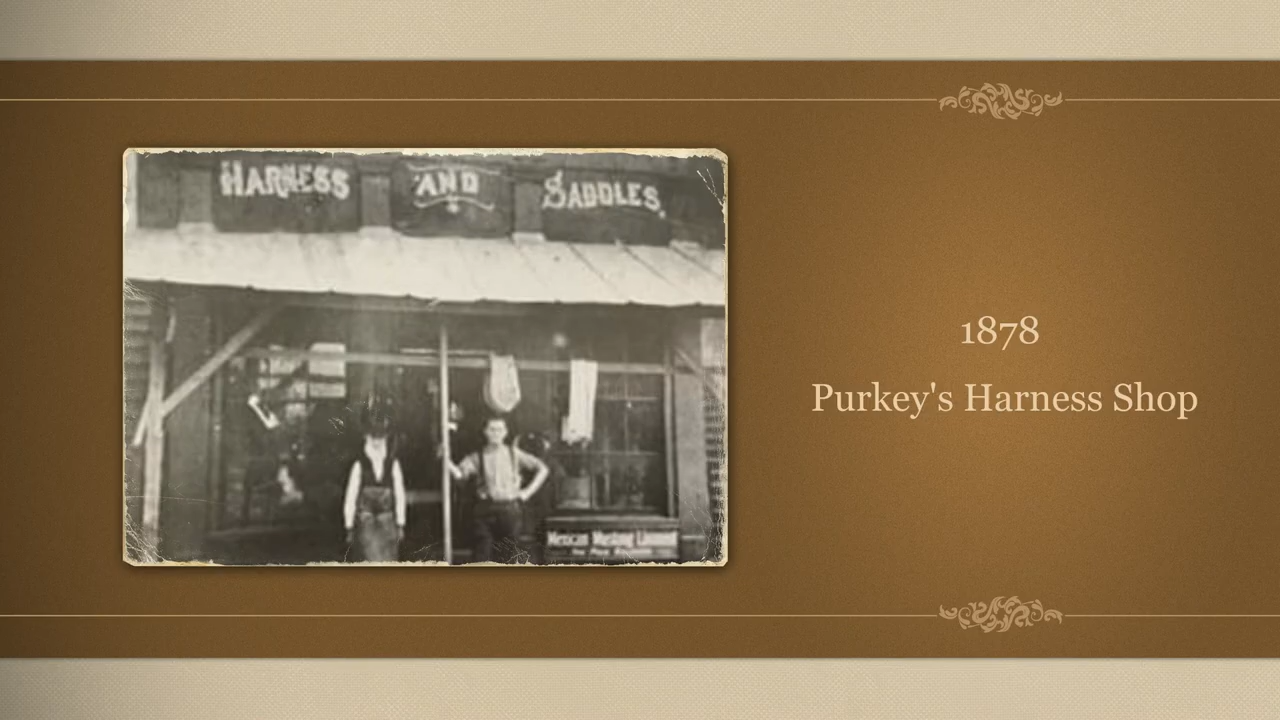 HARNESS AND SADDLES.
Mexican Mustang Liniment
1878
Purkey's Harness Shop